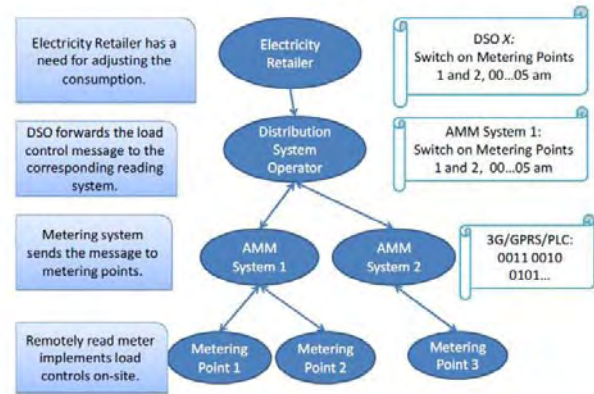 Electricity Retailer has a
need for adjusting the
consumption.
Electricity
Retailer
DSO X:
Switch on Metering Points
1 and 2, 00...05 am
DSO forwards the load
control message to the
corresponding reading
system.
Distribution
System
Operator
AMM System 1:
Switch on Metering Points
1 and 2, 00...05 am
Metering system
sends the message to
metering points.
AMM
System 1
AMM
System 2
3G/GPRS/PLC:
0011 0010
0101...
Remotely read meter
implements load
controls on-site.
Metering
Point 1
Metering
Point 2
Metering
Point 3